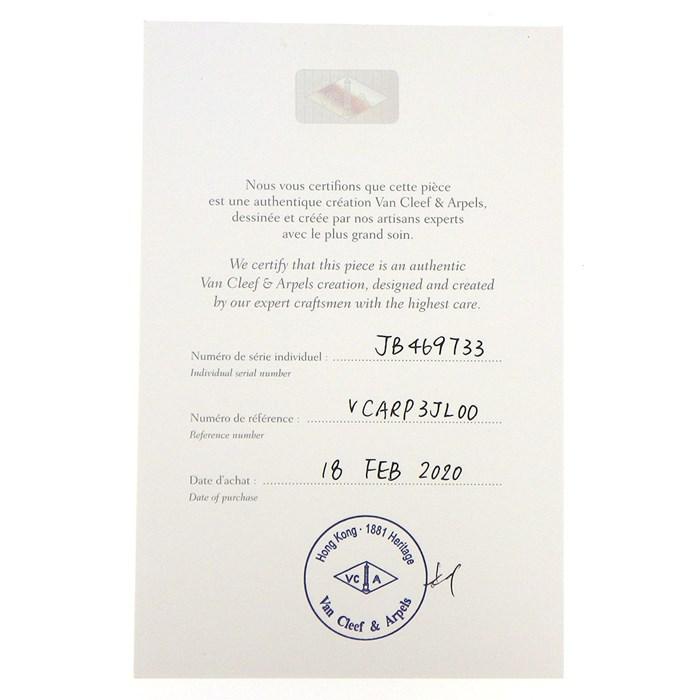 Nous vous certifions que cette pièce
est une authentique création Van Cleef & Arpels,
dessinée et créée par nos artisans experts
avec le plus grand soin.
We certify that this piece is an authentic
Van Cleef & Arpels creation, designed and created
by our expert craftsmen with the highest care.
Numéro de série individuel : JB469733
Individual serial number
Numéro de référence : VCARP3JL00
Reference number
Date d'achat : 18 FEB 2020
Date of purchase
Hong Kong · 1881 Heritage
VC A
Van Cleef & Arpels